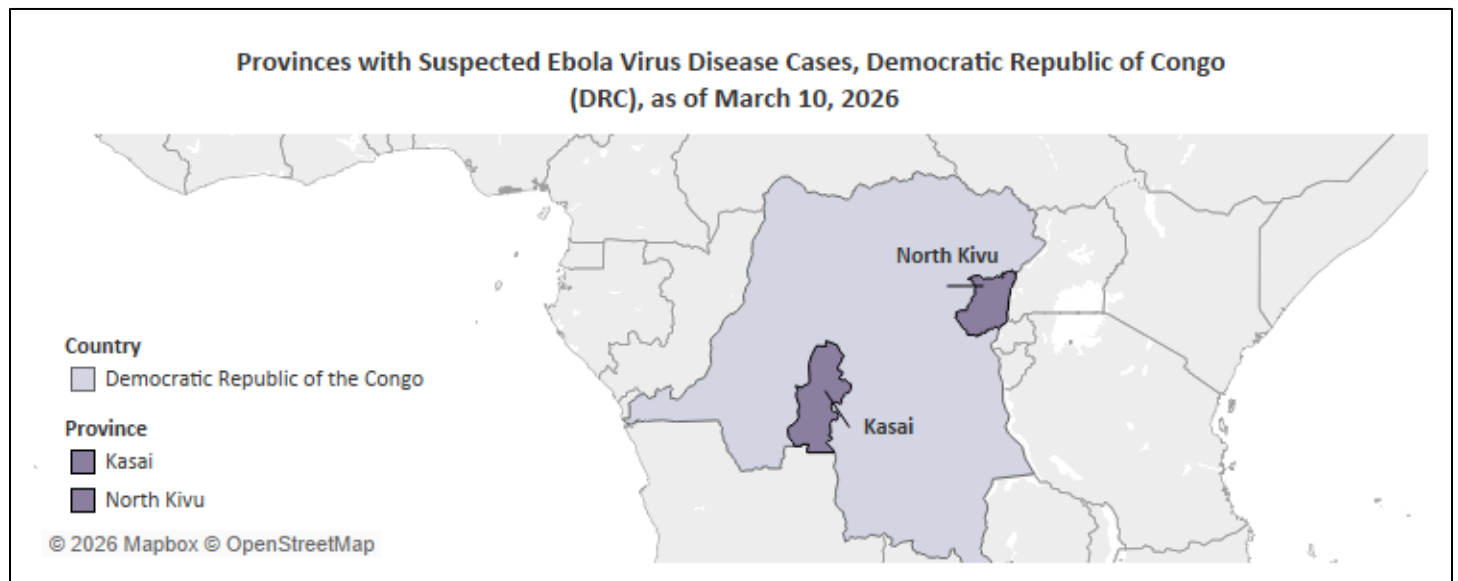 Provinces with Suspected Ebola Virus Disease Cases, Democratic Republic of Congo
(DRC), as of March 10, 2026
North Kivu
Kasai
Country
Democratic Republic of the Congo
Province
Kasai
North Kivu
© 2026 Mapbox © OpenStreetMap